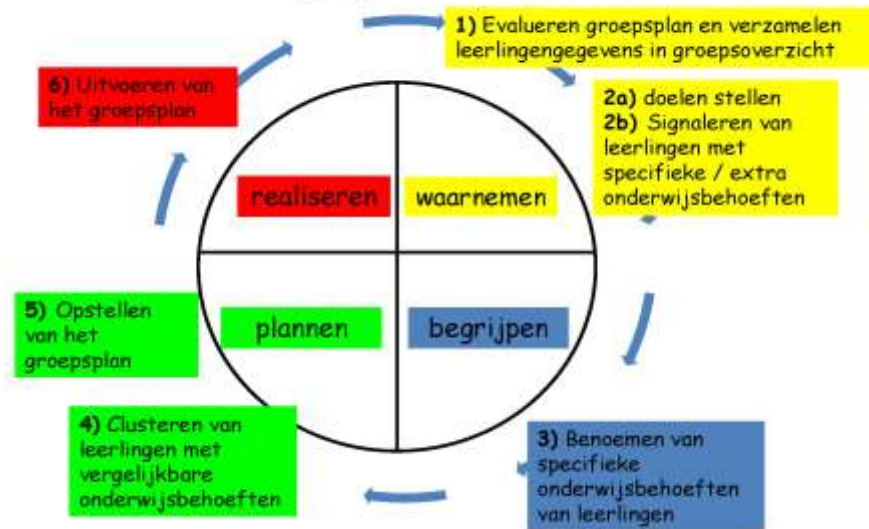 1) Evalueren groepsplan en verzamelen
leerlingengegevens in groepsoverzicht
2a) doelen stellen
2b) Signaleren van
leerlingen met
specifieke / extra
onderwijsbehoeften
3) Benoemen van
specifieke
onderwijsbehoeften
van leerlingen
4) Clusteren van
leerlingen met
vergelijkbare
onderwijsbehoeften
5) Opstellen
van het
groepsplan
6) Uitvoeren van
het groepsplan
realiseren
waarnemen
plannen
begrijpen